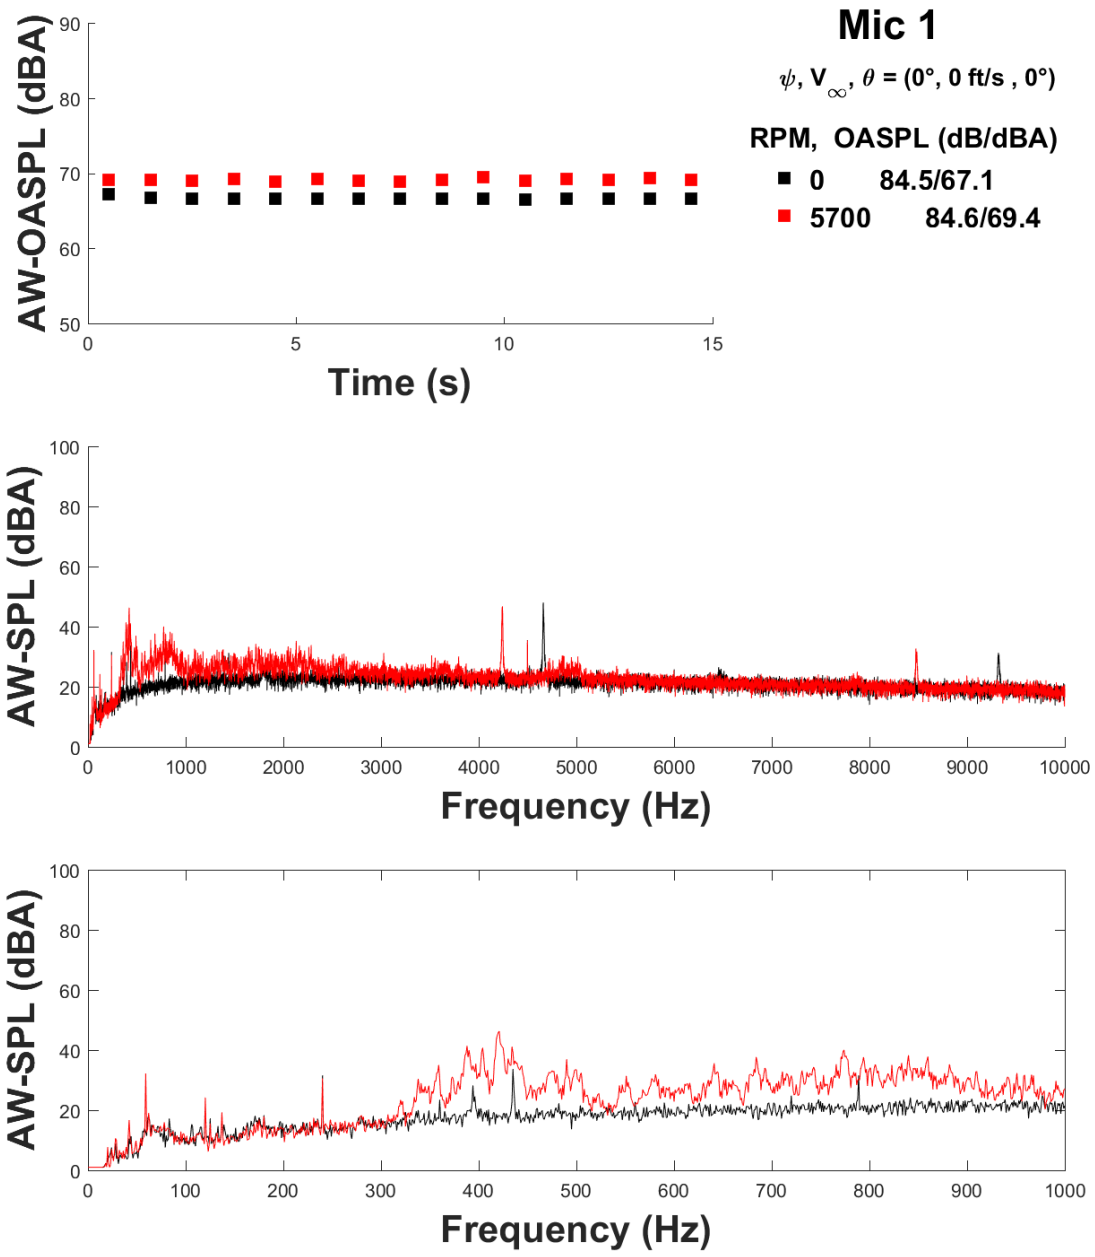 Mic 1
ψ, V∞, θ = (0°, 0 ft/s , 0°)
RPM, OASPL (dB/dBA)
0 84.5/67.1
5700 84.6/69.4
AW-OASPL (dBA)
90
80
70
60
50
0 5 10 15
Time (s)
AW-SPL (dBA)
100
80
60
40
20
0
0 1000 2000 3000 4000 5000 6000 7000 8000 9000 10000
Frequency (Hz)
AW-SPL (dBA)
100
80
60
40
20
0
0 100 200 300 400 500 600 700 800 900 1000
Frequency (Hz)